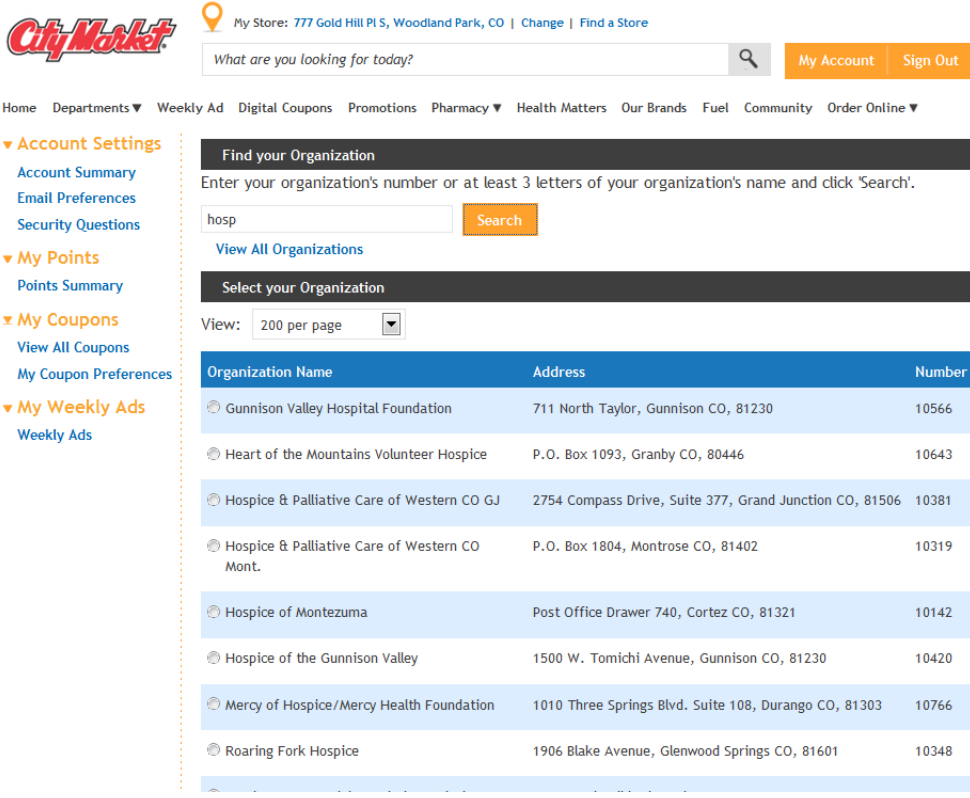 City Market.
My Store: 777 Gold Hill Pl S, Woodland Park, CO | Change | Find a Store
What are you looking for today?
My Account Sign Out
Home Departments▼ Weekly Ad Digital Coupons Promotions Pharmacy▼ Health Matters Our Brands Fuel Community Order Online▼
Account Settings
Account Summary
Email Preferences
Security Questions
My Points
Points Summary
My Coupons
View All Coupons
My Coupon Preferences
My Weekly Ads
Weekly Ads
Find your Organization
Enter your organization's number or at least 3 letters of your organization's name and click 'Search'.
hosp Search
View All Organizations
Select your Organization
View: 200 per page
Organization Name Address Number
Gunnison Valley Hospital Foundation 711 North Taylor, Gunnison CO, 81230 10566
Heart of the Mountains Volunteer Hospice P.O. Box 1093, Granby CO, 80446 10643
Hospice & Palliative Care of Western CO GJ 2754 Compass Drive, Suite 377, Grand Junction CO, 81506 10381
Hospice & Palliative Care of Western CO P.O. Box 1804, Montrose CO, 81402 10319
Mont.
Hospice of Montezuma Post Office Drawer 740, Cortez CO, 81321 10142
Hospice of the Gunnison Valley 1500 W. Tomichi Avenue, Gunnison CO, 81230 10420
Mercy of Hospice/Mercy Health Foundation 1010 Three Springs Blvd. Suite 108, Durango CO, 81303 10766
Roaring Fork Hospice 1906 Blake Avenue, Glenwood Springs CO, 81601 10348